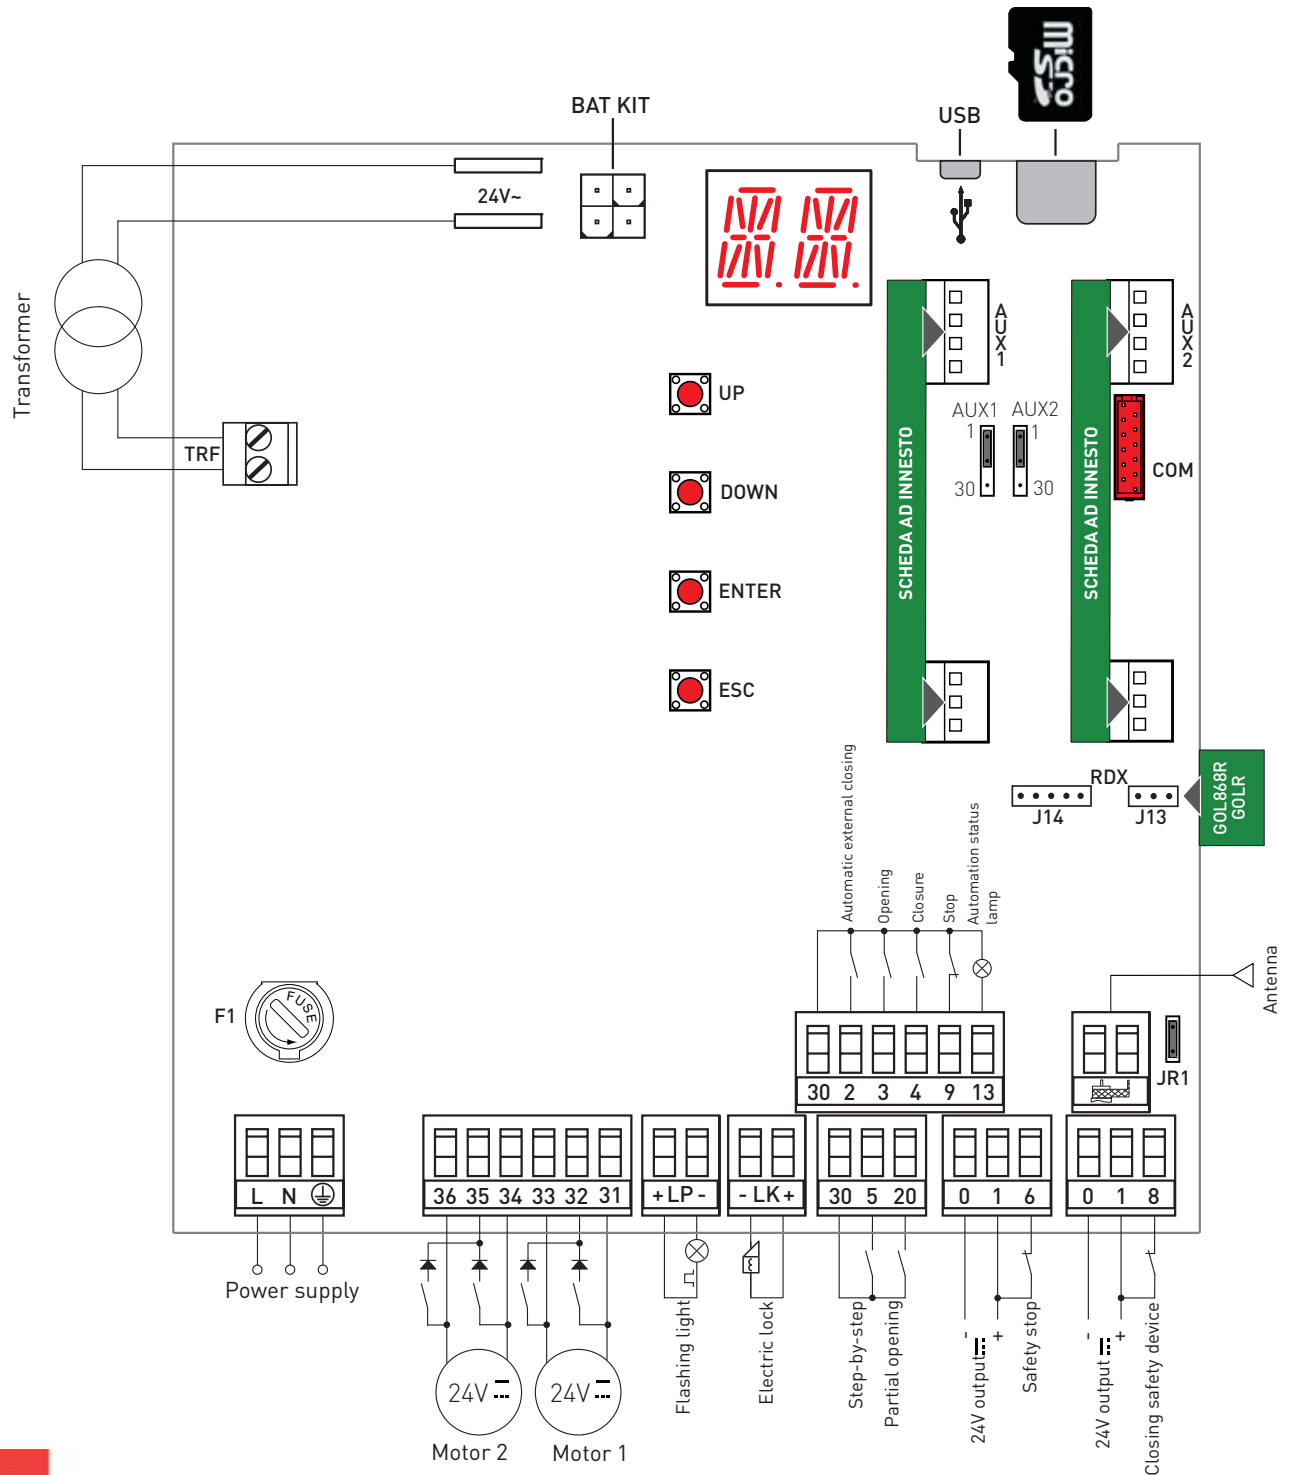 micro
SD
BAT KIT
USB
24V~
Transformer
TRF
UP
DOWN
ENTER
ESC
AUX1
AUX2
AUX1 AUX2
1
1
30
30
COM
SCHEDA AD INNESTO
SCHEDA AD INNESTO
RDX
J14
J13
GOL868R
GOLR
Automatic external closing
Opening
Closure
Stop
Automation status
lamp
Antenna
F1
FUSE
30 2 3 4 9 13
JR1
L N
36 35 34 33 32 31
+ LP -
- LK +
30 5 20
0 1 6
0 1 8
Power supply
24V
24V
Motor 2
Motor 1
Flashing light
Electric lock
Step-by-step
Partial opening
- +
24V output
Safety stop
- +
24V output
Closing safety device